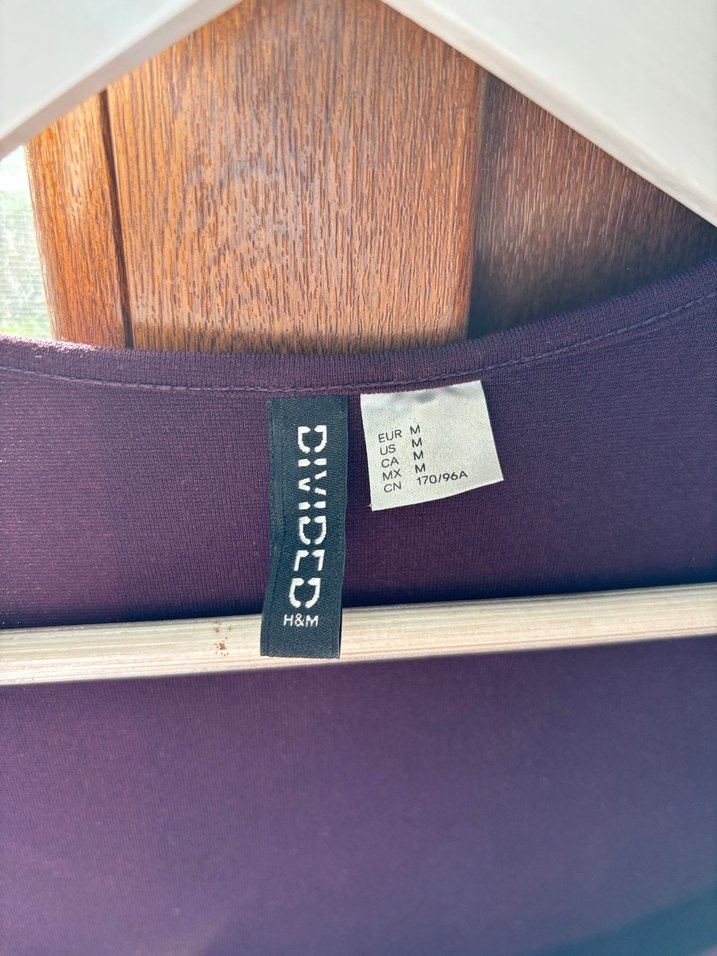 DIVIDED
H&M
EUR M
US M
CA M
MX M
CN 170/96A